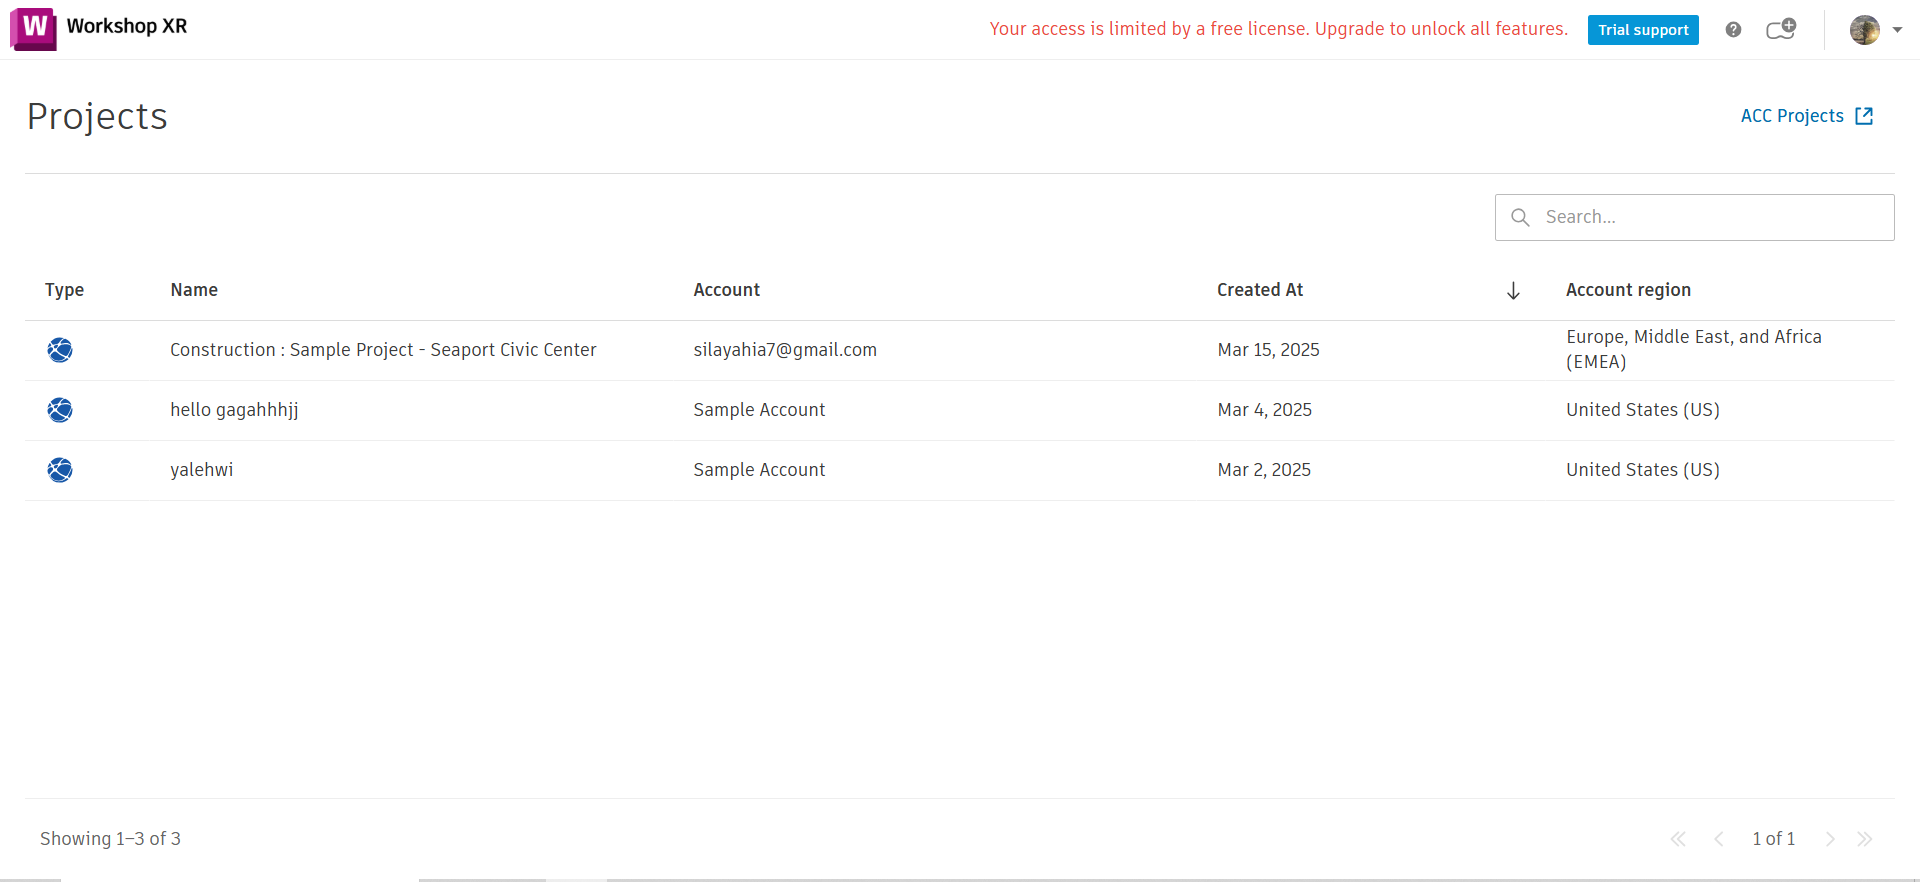 W Workshop XR
Your access is limited by a free license. Upgrade to unlock all features.
Trial support
Projects
ACC Projects
Search...
Type Name Account Created At Account region
Construction : Sample Project - Seaport Civic Center silayahia7@gmail.com Mar 15, 2025 Europe, Middle East, and Africa
(EMEA)
hello gagahhhjj Sample Account Mar 4, 2025 United States (US)
yalehwi Sample Account Mar 2, 2025 United States (US)
Showing 1–3 of 3
1 of 1